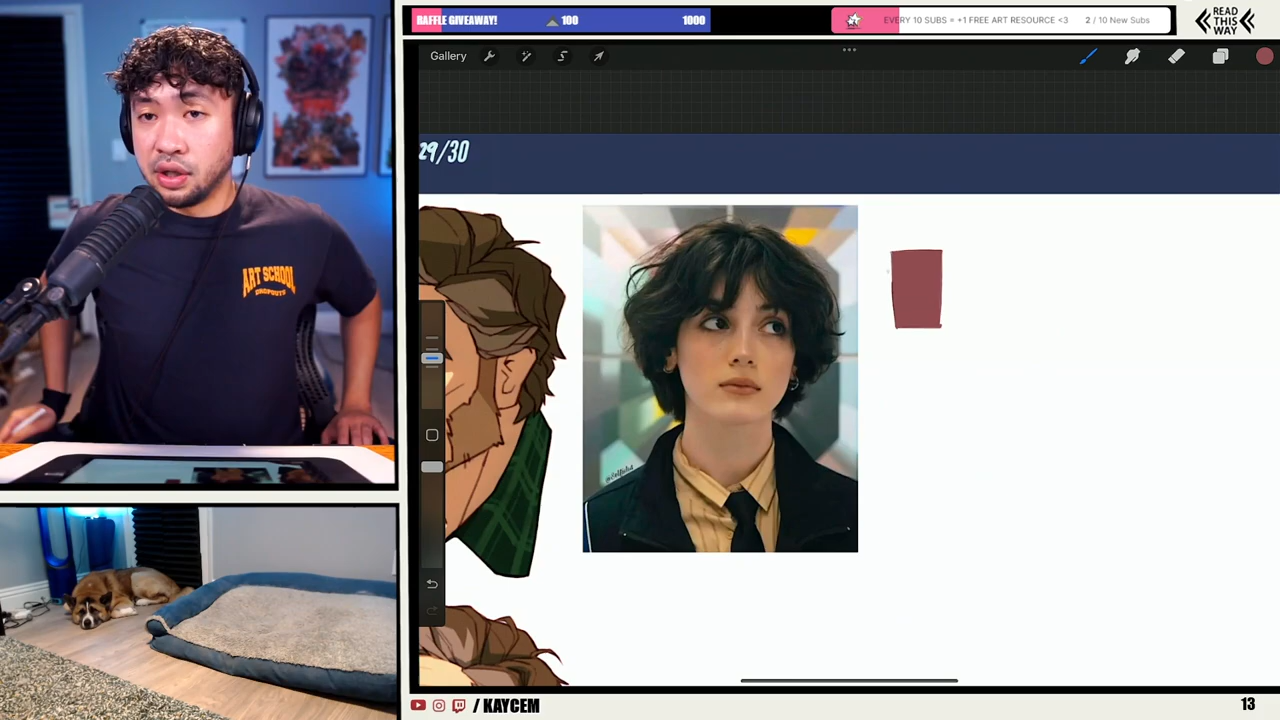 RAFFLE GIVEAWAY! 100 1000
EVERY 10 SUBS = +1 FREE ART RESOURCE <3 2 / 10 New Subs
READ
THIS
WAY
Gallery
29/30
ART SCHOOL
DROPOUTS
/ KAYCEM
13